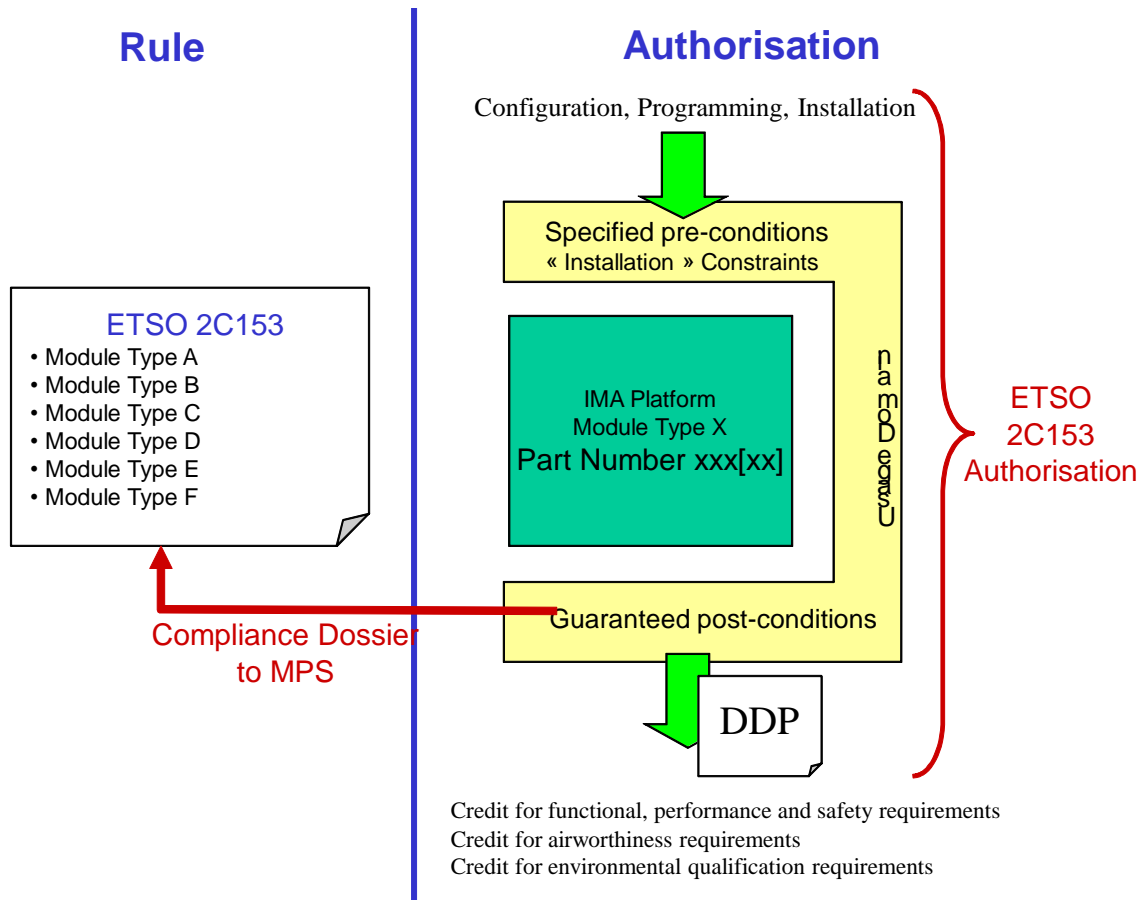 Rule
Authorisation
Configuration, Programming, Installation
Specified pre-conditions
« Installation » Constraints
ETSO 2C153
• Module Type A
• Module Type B
• Module Type C
• Module Type D
• Module Type E
• Module Type F
IMA Platform
Module Type X
Part Number xxx[xx]
Usage Domain
ETSO
2C153
Authorisation
Guaranteed post-conditions
Compliance Dossier
to MPS
DDP
Credit for functional, performance and safety requirements
Credit for airworthiness requirements
Credit for environmental qualification requirements